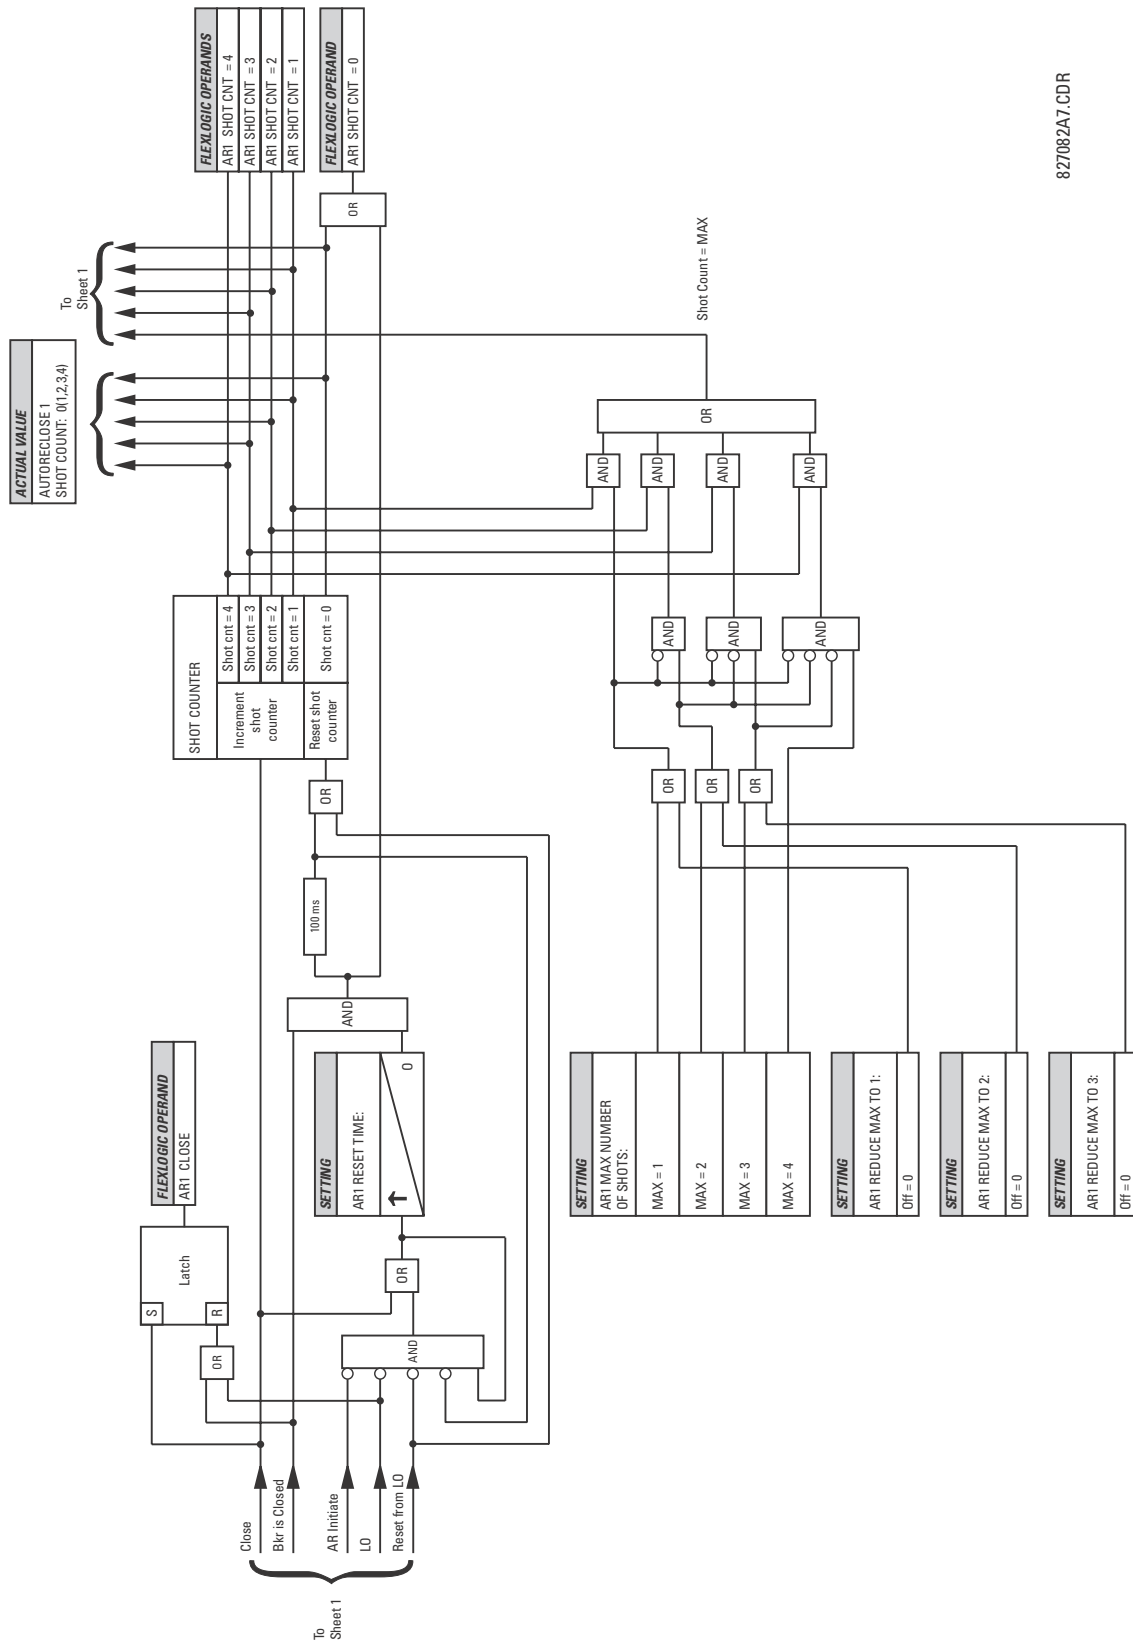 To
Sheet 1
Close
Bkr is Closed
AR Initiate
LO
Reset from LO
OR
S
R
Latch
FLEXLOGIC OPERAND
AR1 CLOSE
AND
OR
SETTING
AR1 RESET TIME:
0
AND
100 ms
OR
SHOT COUNTER
Increment
shot
counter
Reset shot
counter
Shot cnt = 4
Shot cnt = 3
Shot cnt = 2
Shot cnt = 1
Shot cnt = 0
ACTUAL VALUE
AUTORECLOSE 1
SHOT COUNT: 0(1,2,3,4)
To
Sheet 1
OR
FLEXLOGIC OPERANDS
AR1 SHOT CNT = 4
AR1 SHOT CNT = 3
AR1 SHOT CNT = 2
AR1 SHOT CNT = 1
FLEXLOGIC OPERAND
AR1 SHOT CNT = 0
SETTING
AR1 MAX NUMBER
OF SHOTS:
MAX = 1
MAX = 2
MAX = 3
MAX = 4
SETTING
AR1 REDUCE MAX TO 1:
Off = 0
SETTING
AR1 REDUCE MAX TO 2:
Off = 0
SETTING
AR1 REDUCE MAX TO 3:
Off = 0
OR
OR
OR
AND
AND
AND
AND
AND
AND
AND
OR
Shot Count = MAX
827082A7.CDR